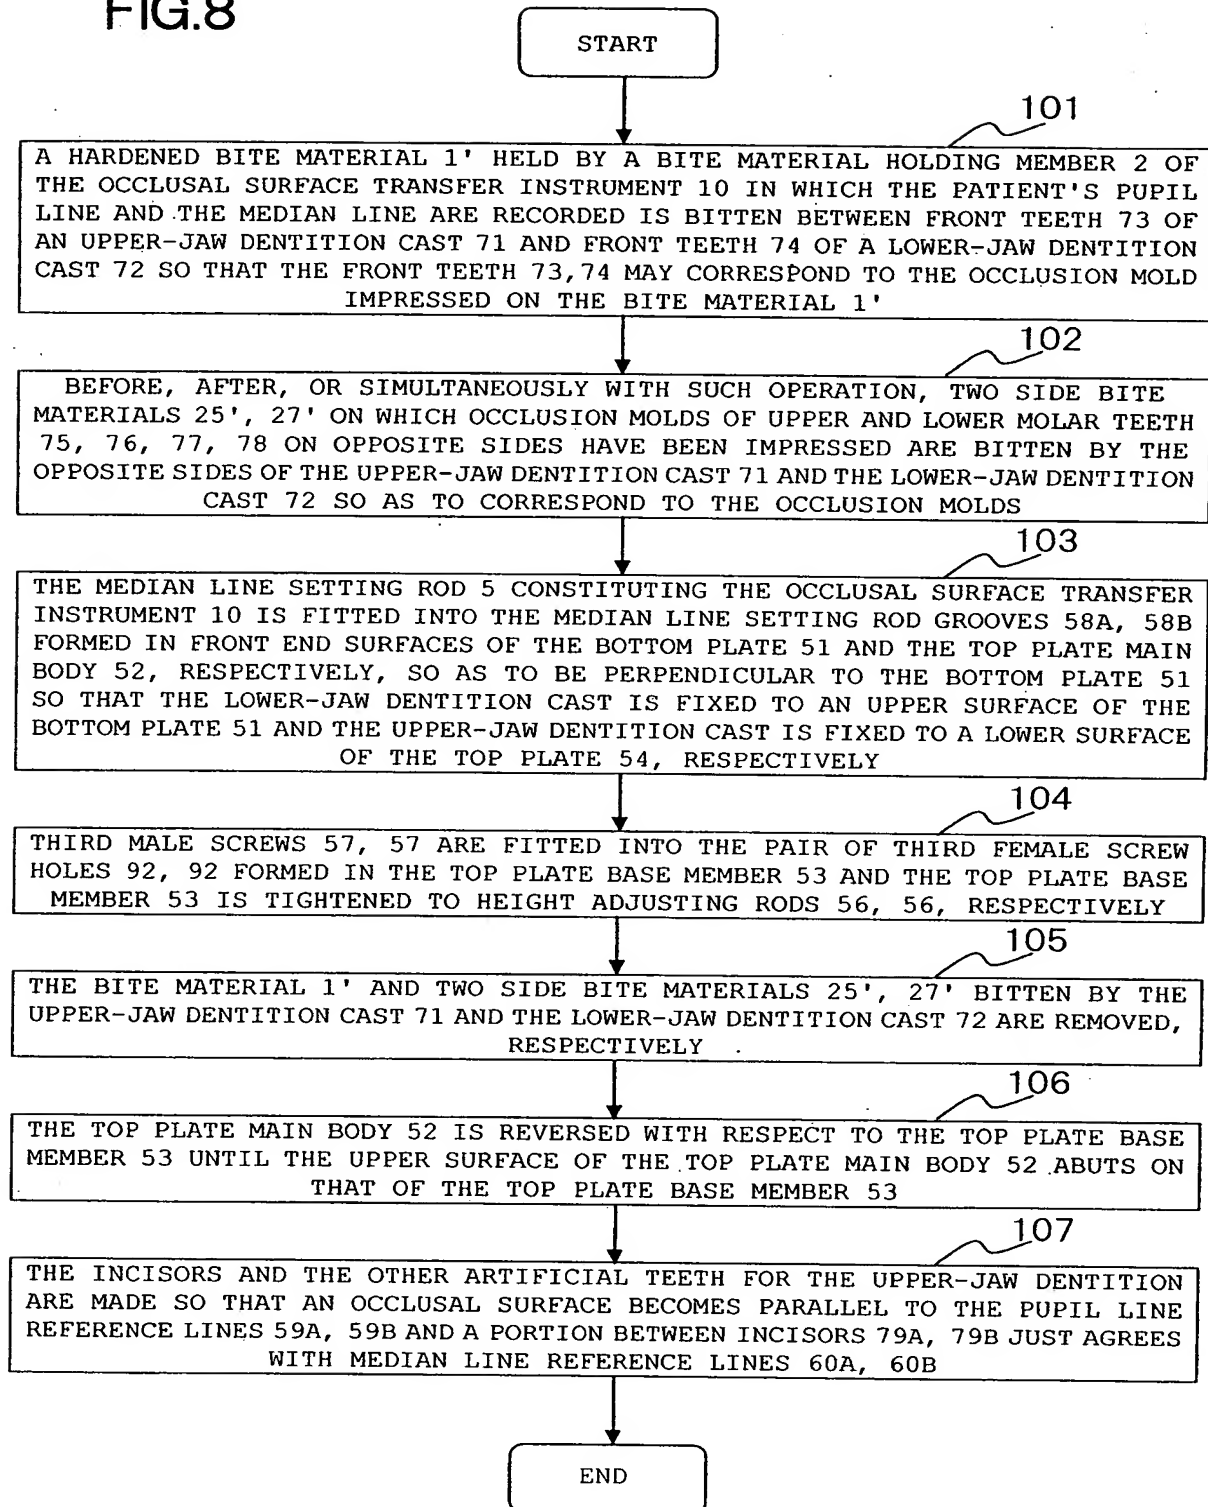 FIG.8
START
101
A HARDENED BITE MATERIAL 1' HELD BY A BITE MATERIAL HOLDING MEMBER 2 OF
THE OCCLUSAL SURFACE TRANSFER INSTRUMENT 10 IN WHICH THE PATIENT'S PUPIL
LINE AND THE MEDIAN LINE ARE RECORDED IS BITTEN BETWEEN FRONT TEETH 73 OF
AN UPPER-JAW DENTITION CAST 71 AND FRONT TEETH 74 OF A LOWER-JAW DENTITION
CAST 72 SO THAT THE FRONT TEETH 73,74 MAY CORRESPOND TO THE OCCLUSION MOLD
IMPRESSED ON THE BITE MATERIAL 1'
102
BEFORE, AFTER, OR SIMULTANEOUSLY WITH SUCH OPERATION, TWO SIDE BITE
MATERIALS 25', 27' ON WHICH OCCLUSION MOLDS OF UPPER AND LOWER MOLAR TEETH
75, 76, 77, 78 ON OPPOSITE SIDES HAVE BEEN IMPRESSED ARE BITTEN BY THE
OPPOSITE SIDES OF THE UPPER-JAW DENTITION CAST 71 AND THE LOWER-JAW DENTITION
CAST 72 SO AS TO CORRESPOND TO THE OCCLUSION MOLDS
103
THE MEDIAN LINE SETTING ROD 5 CONSTITUTING THE OCCLUSAL SURFACE TRANSFER
INSTRUMENT 10 IS FITTED INTO THE MEDIAN LINE SETTING ROD GROOVES 58A, 58B
FORMED IN FRONT END SURFACES OF THE BOTTOM PLATE 51 AND THE TOP PLATE MAIN
BODY 52, RESPECTIVELY, SO AS TO BE PERPENDICULAR TO THE BOTTOM PLATE 51
SO THAT THE LOWER-JAW DENTITION CAST IS FIXED TO AN UPPER SURFACE OF THE
BOTTOM PLATE 51 AND THE UPPER-JAW DENTITION CAST IS FIXED TO A LOWER SURFACE
OF THE TOP PLATE 54, RESPECTIVELY
104
THIRD MALE SCREWS 57, 57 ARE FITTED INTO THE PAIR OF THIRD FEMALE SCREW
HOLES 92, 92 FORMED IN THE TOP PLATE BASE MEMBER 53 AND THE TOP PLATE BASE
MEMBER 53 IS TIGHTENED TO HEIGHT ADJUSTING RODS 56, 56, RESPECTIVELY
105
THE BITE MATERIAL 1' AND TWO SIDE BITE MATERIALS 25', 27' BITTEN BY THE
UPPER-JAW DENTITION CAST 71 AND THE LOWER-JAW DENTITION CAST 72 ARE REMOVED,
RESPECTIVELY
106
THE TOP PLATE MAIN BODY 52 IS REVERSED WITH RESPECT TO THE TOP PLATE BASE
MEMBER 53 UNTIL THE UPPER SURFACE OF THE TOP PLATE MAIN BODY 52 ABUTS ON
THAT OF THE TOP PLATE BASE MEMBER 53
107
THE INCISORS AND THE OTHER ARTIFICIAL TEETH FOR THE UPPER-JAW DENTITION
ARE MADE SO THAT AN OCCLUSAL SURFACE BECOMES PARALLEL TO THE PUPIL LINE
REFERENCE LINES 59A, 59B AND A PORTION BETWEEN INCISORS 79A, 79B JUST AGREES
WITH MEDIAN LINE REFERENCE LINES 60A, 60B
END